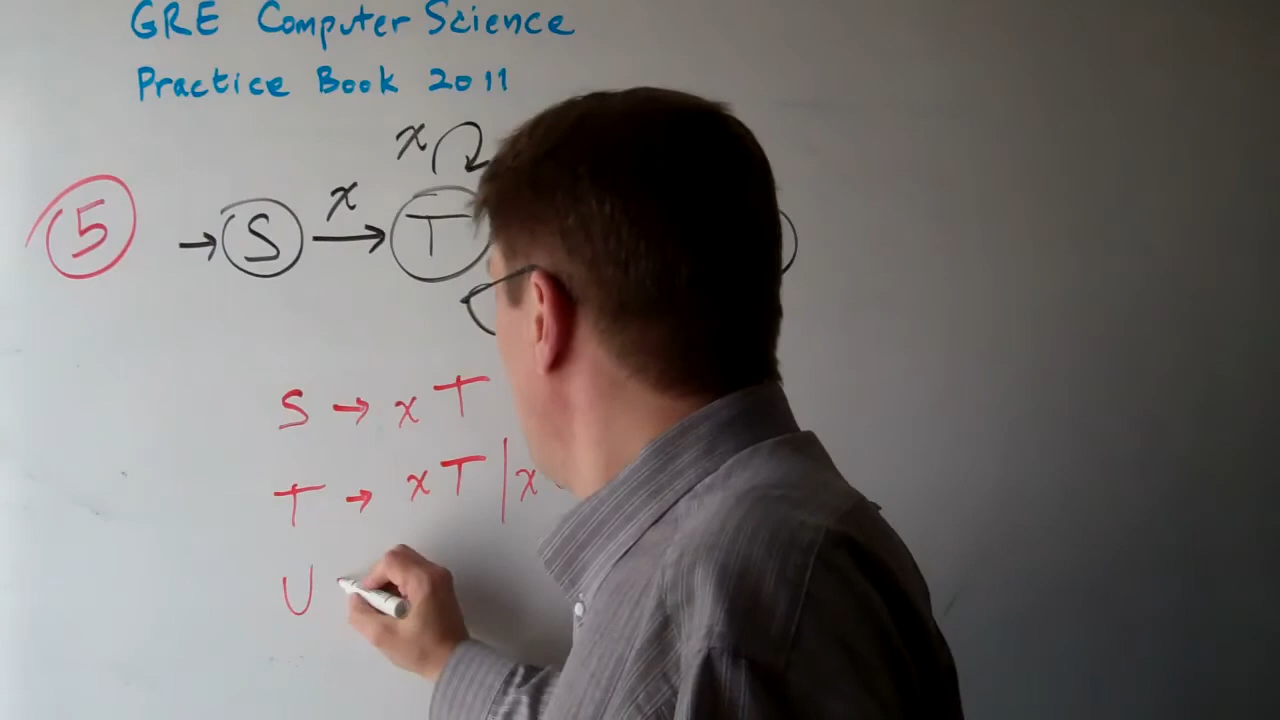 GRE Computer Science
Practice Book 2011
x
x
5 → S → T
S → x T
T → x T | x
U